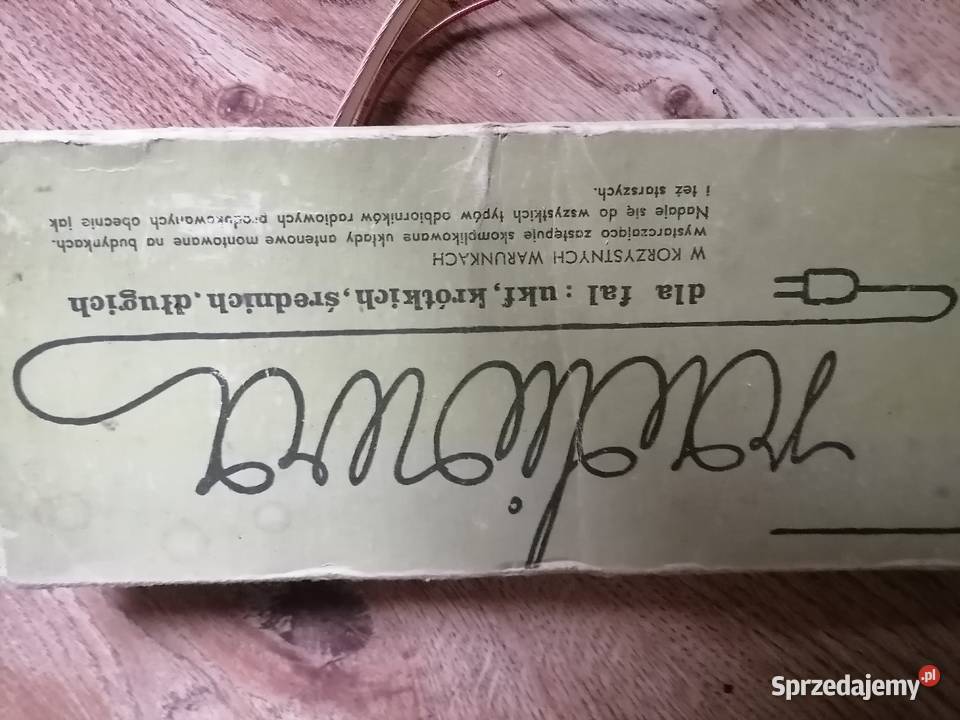 radiowa
dla fal : ukf, krótkich, średnich, długich
W KORZYSTNYCH WARUNKACH
wystarczająco zastępuje skomplikowane układy antenowe montowane na budynkach.
Nadaje się do wszystkich typów odbiorników radiowych produkowanych obecnie jak
i też starszych.
Sprzedajemy.pl